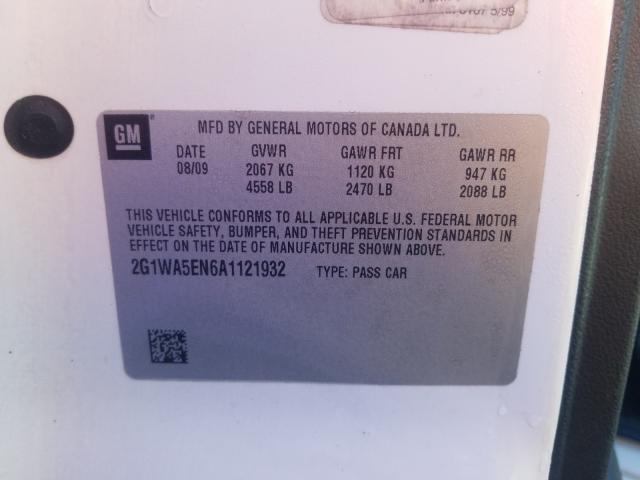 5/99
GM
MFD BY GENERAL MOTORS OF CANADA LTD.
DATE GVWR GAWR FRT GAWR RR
08/09 2067 KG 1120 KG 947 KG
4558 LB 2470 LB 2088 LB
THIS VEHICLE CONFORMS TO ALL APPLICABLE U.S. FEDERAL MOTOR
VEHICLE SAFETY, BUMPER, AND THEFT PREVENTION STANDARDS IN
EFFECT ON THE DATE OF MANUFACTURE SHOWN ABOVE.
2G1WA5EN6A1121932 TYPE: PASS CAR